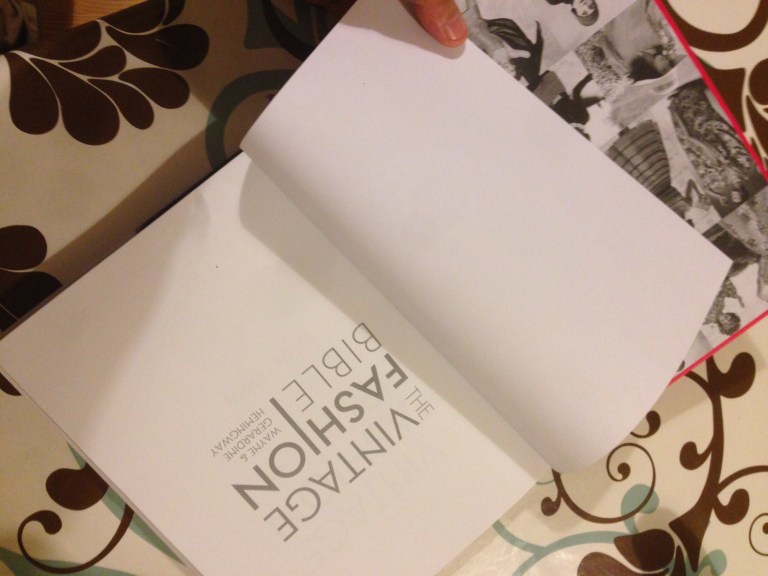 THE
VINTAGE
FASHION
BIBLE
WAYNE &
GERARDINE
HEMINGWAY